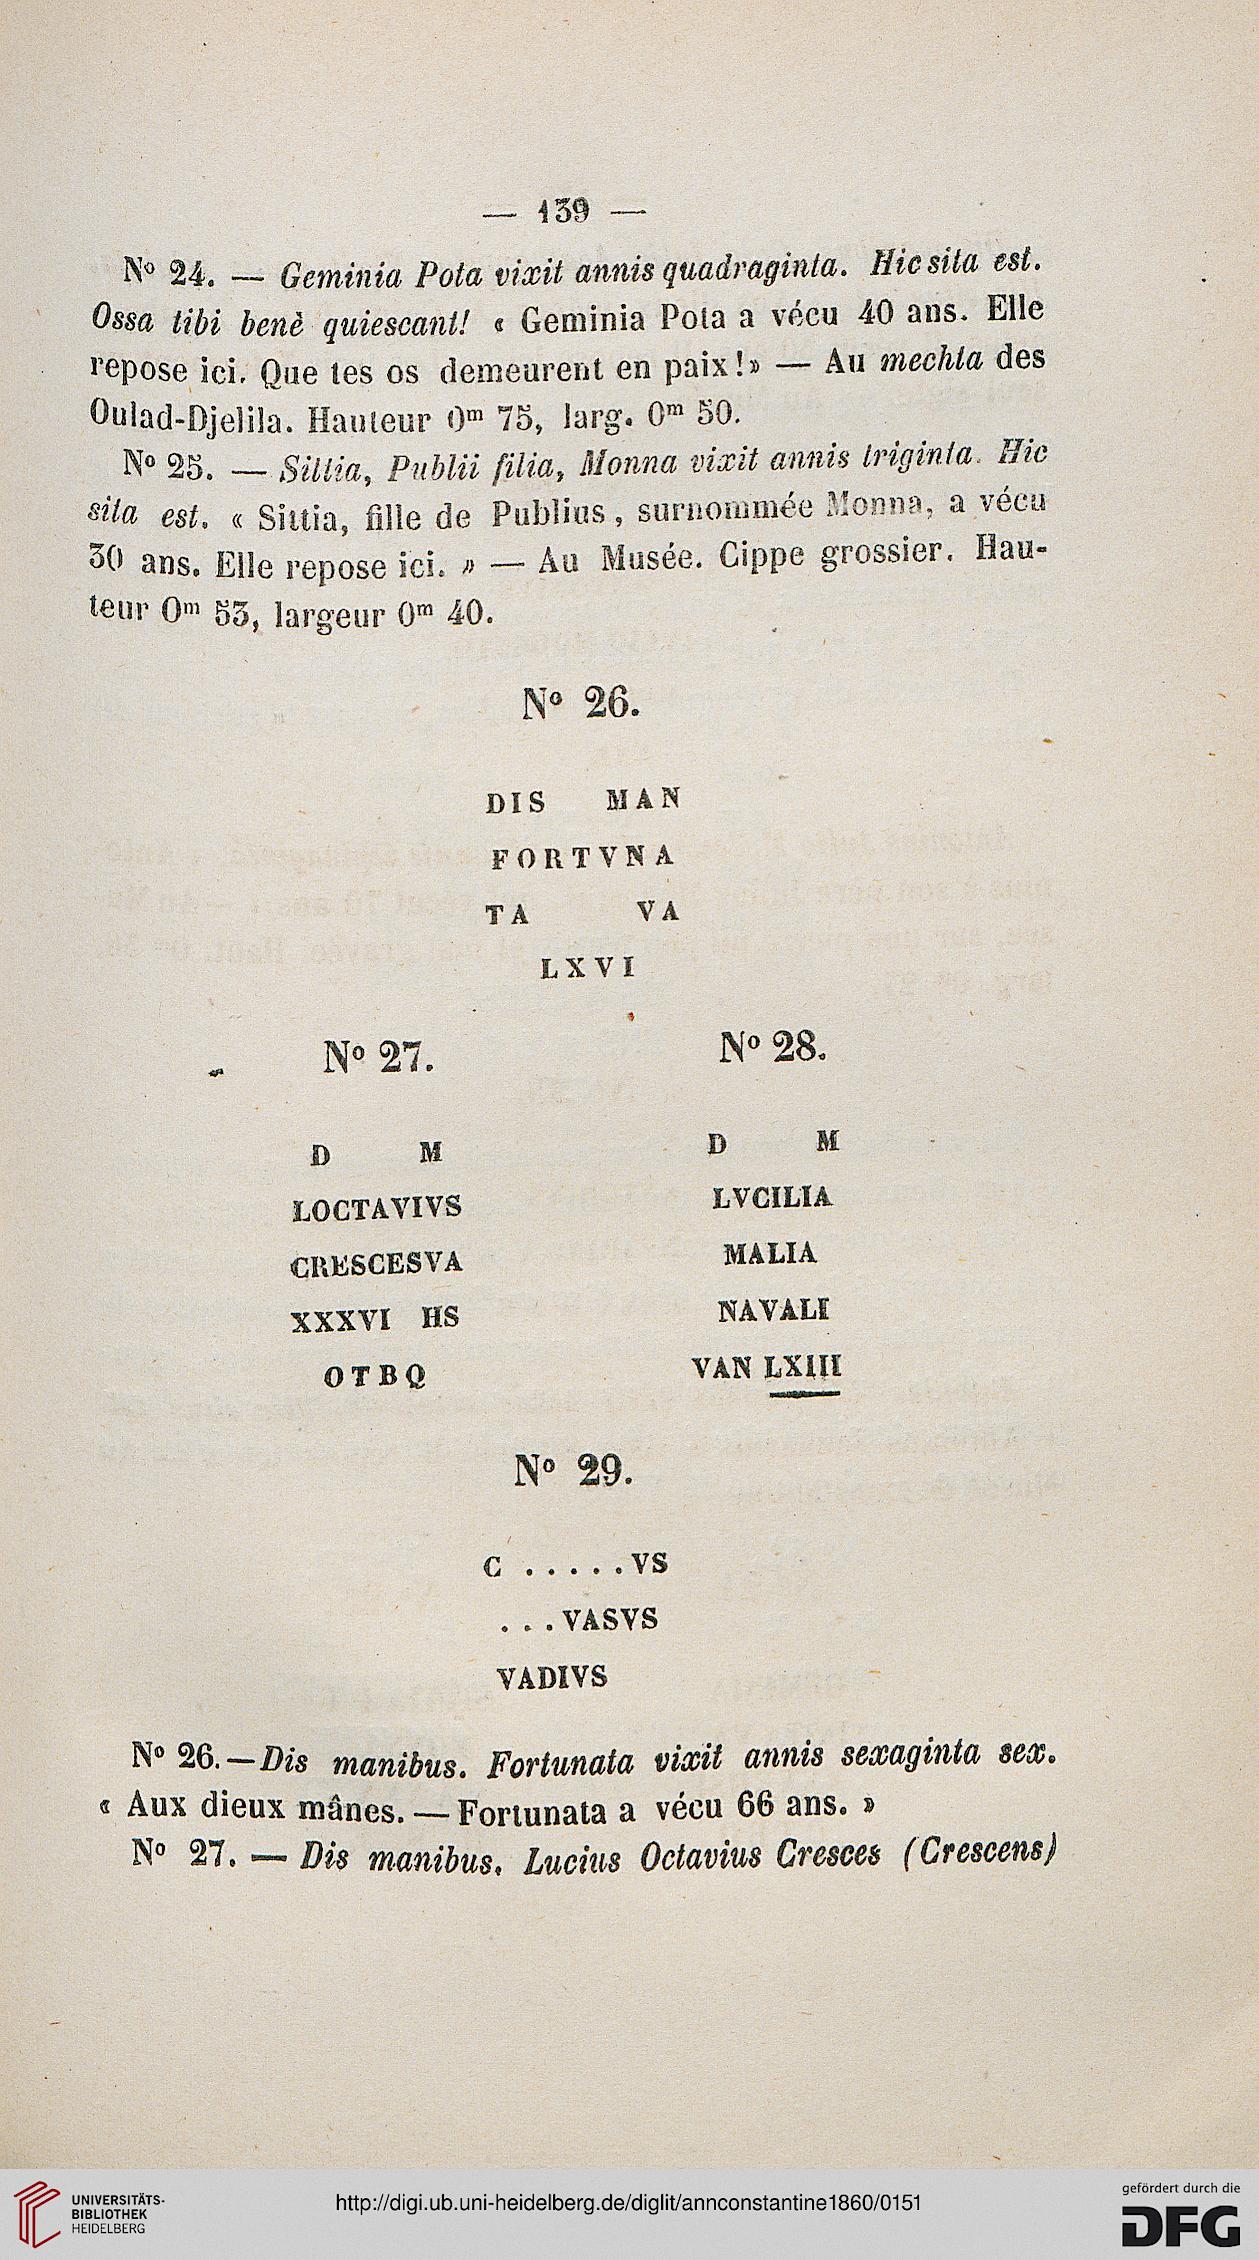 — 139 —
N° 24. — Geminia Pota vixit annis quadraginta. Hic sita est.
Ossa tibi benè quiescant! « Geminia Pota a vécu 40 ans. Elle
repose ici. Que tes os demeurent en paix!» — Au mechta des
Oulad-Djelila. Hauteur 0m 75, larg. 0m 50.
N° 25. — Sittia, Publii filia, Monna vixit annis triginta. Hic
sita est. « Sittia, fille de Publius, surnommée Monna, a vécu
30 ans. Elle repose ici. » — Au Musée. Cippe grossier. Hau-
teur 0m 53, largeur 0m 40.
N° 26.
DIS MAN
FORTVNA
TA VA
LXVI
N° 27.
D M
LOCTAVIVS
CRESCESVA
XXXVI HS
OTBQ
N° 28.
D M
LVCILIA
MALIA
NAVALI
VAN LXIII
N° 29.
C . . . . . VS
. . . VASVS
VADIVS
N° 26. — Dis manibus. Fortunata vixit annis sexaginta sex.
« Aux dieux mânes. — Fortunata a vécu 66 ans. »
N° 27. — Dis manibus. Lucius Octavius Cresces (Crescens)
UNIVERSITÄTS-
BIBLIOTHEK
HEIDELBERG
http://digi.ub.uni-heidelberg.de/diglit/annconstantine1860/0151
gefördert durch die
DFG